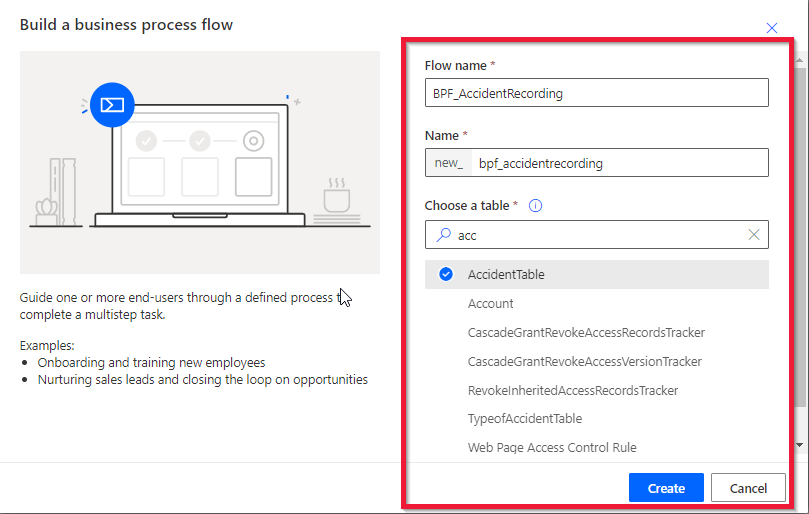 Build a business process flow
Guide one or more end-users through a defined process
complete a multistep task.
Examples:
• Onboarding and training new employees
• Nurturing sales leads and closing the loop on opportunities
Flow name *
BPF_AccidentRecording
Name *
new_ bpf_accidentrecording
Choose a table *
acc
AccidentTable
Account
CascadeGrantRevokeAccessRecordsTracker
CascadeGrantRevokeAccessVersionTracker
RevokeInheritedAccessRecordsTracker
TypeofAccidentTable
Web Page Access Control Rule
Create Cancel